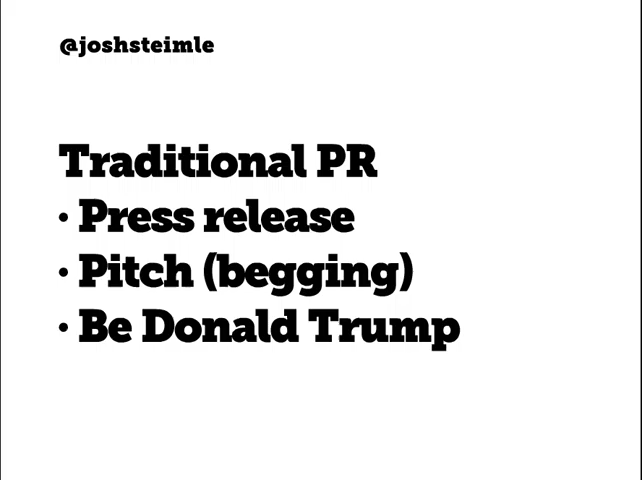 @joshsteimle
Traditional PR
• Press release
• Pitch (begging)
• Be Donald Trump